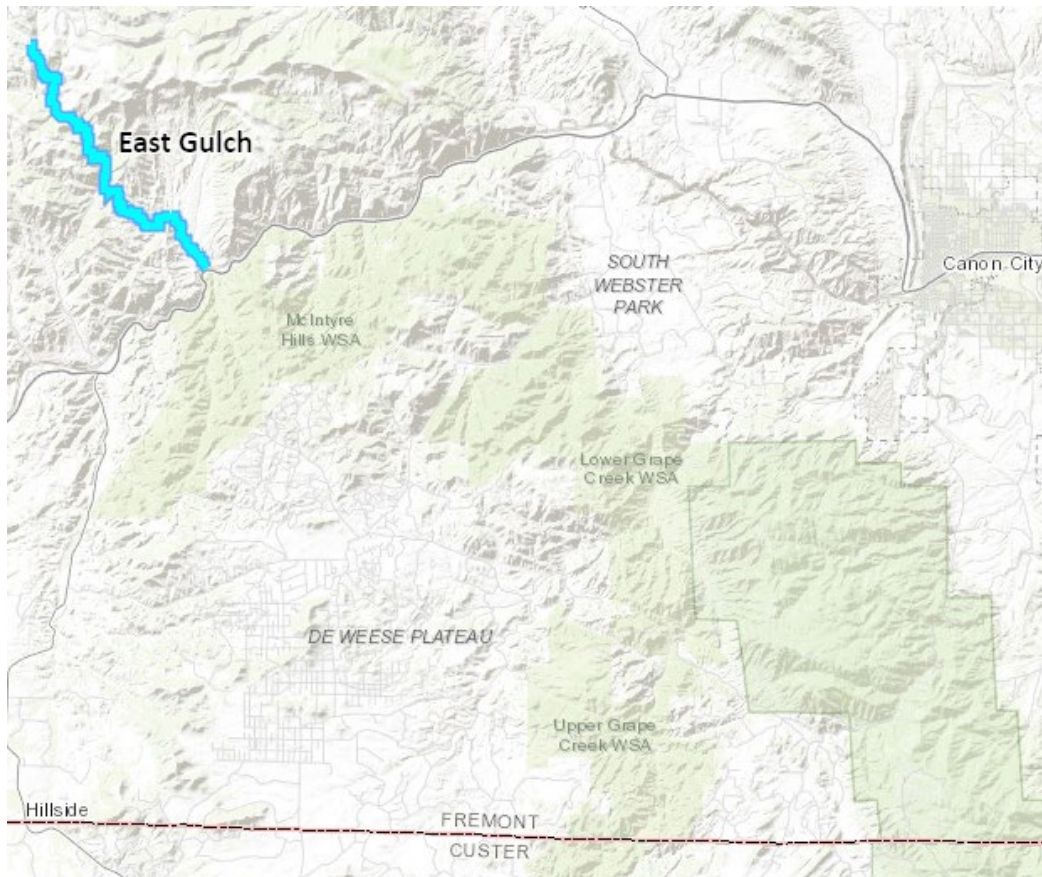 East Gulch
SOUTH
WEBSTER
PARK
Canon City
McIntyre
Hills WSA
Lower Grape
Creek WSA
DE WEESE PLATEAU
Upper Grape
Creek WSA
Hillside
FREMONT
CUSTER